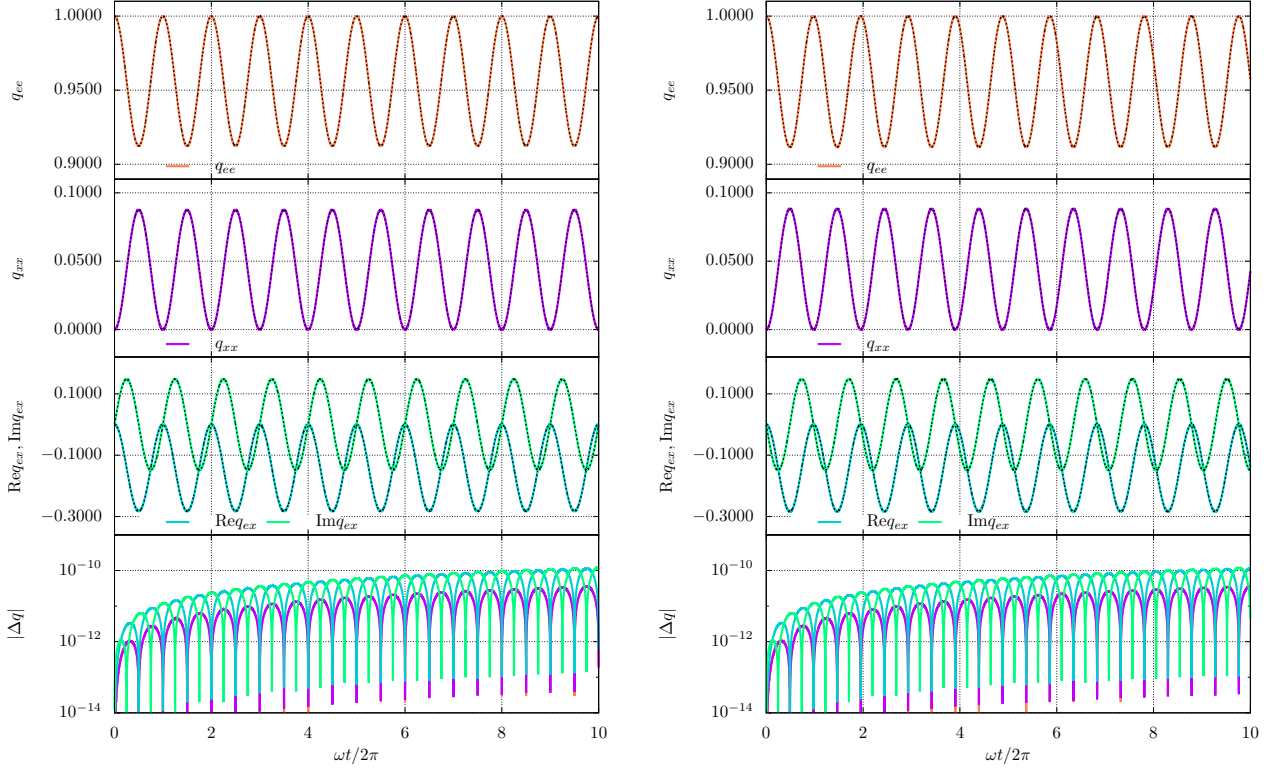 1.0000
q_ee
0.9500
0.9000
q_ee
0.1000
q_xx
0.0500
0.0000
q_xx
0.1000
Req_ex, Imq_ex
−0.1000
−0.3000
Req_ex Imq_ex
10^−10
|Δq|
10^−12
10^−14
0 2 4 6 8 10
ωt/2π
1.0000
q_ee
0.9500
0.9000
q_ee
0.1000
q_xx
0.0500
0.0000
q_xx
0.1000
Req_ex, Imq_ex
−0.1000
−0.3000
Req_ex Imq_ex
10^−10
|Δq|
10^−12
10^−14
0 2 4 6 8 10
ωt/2π